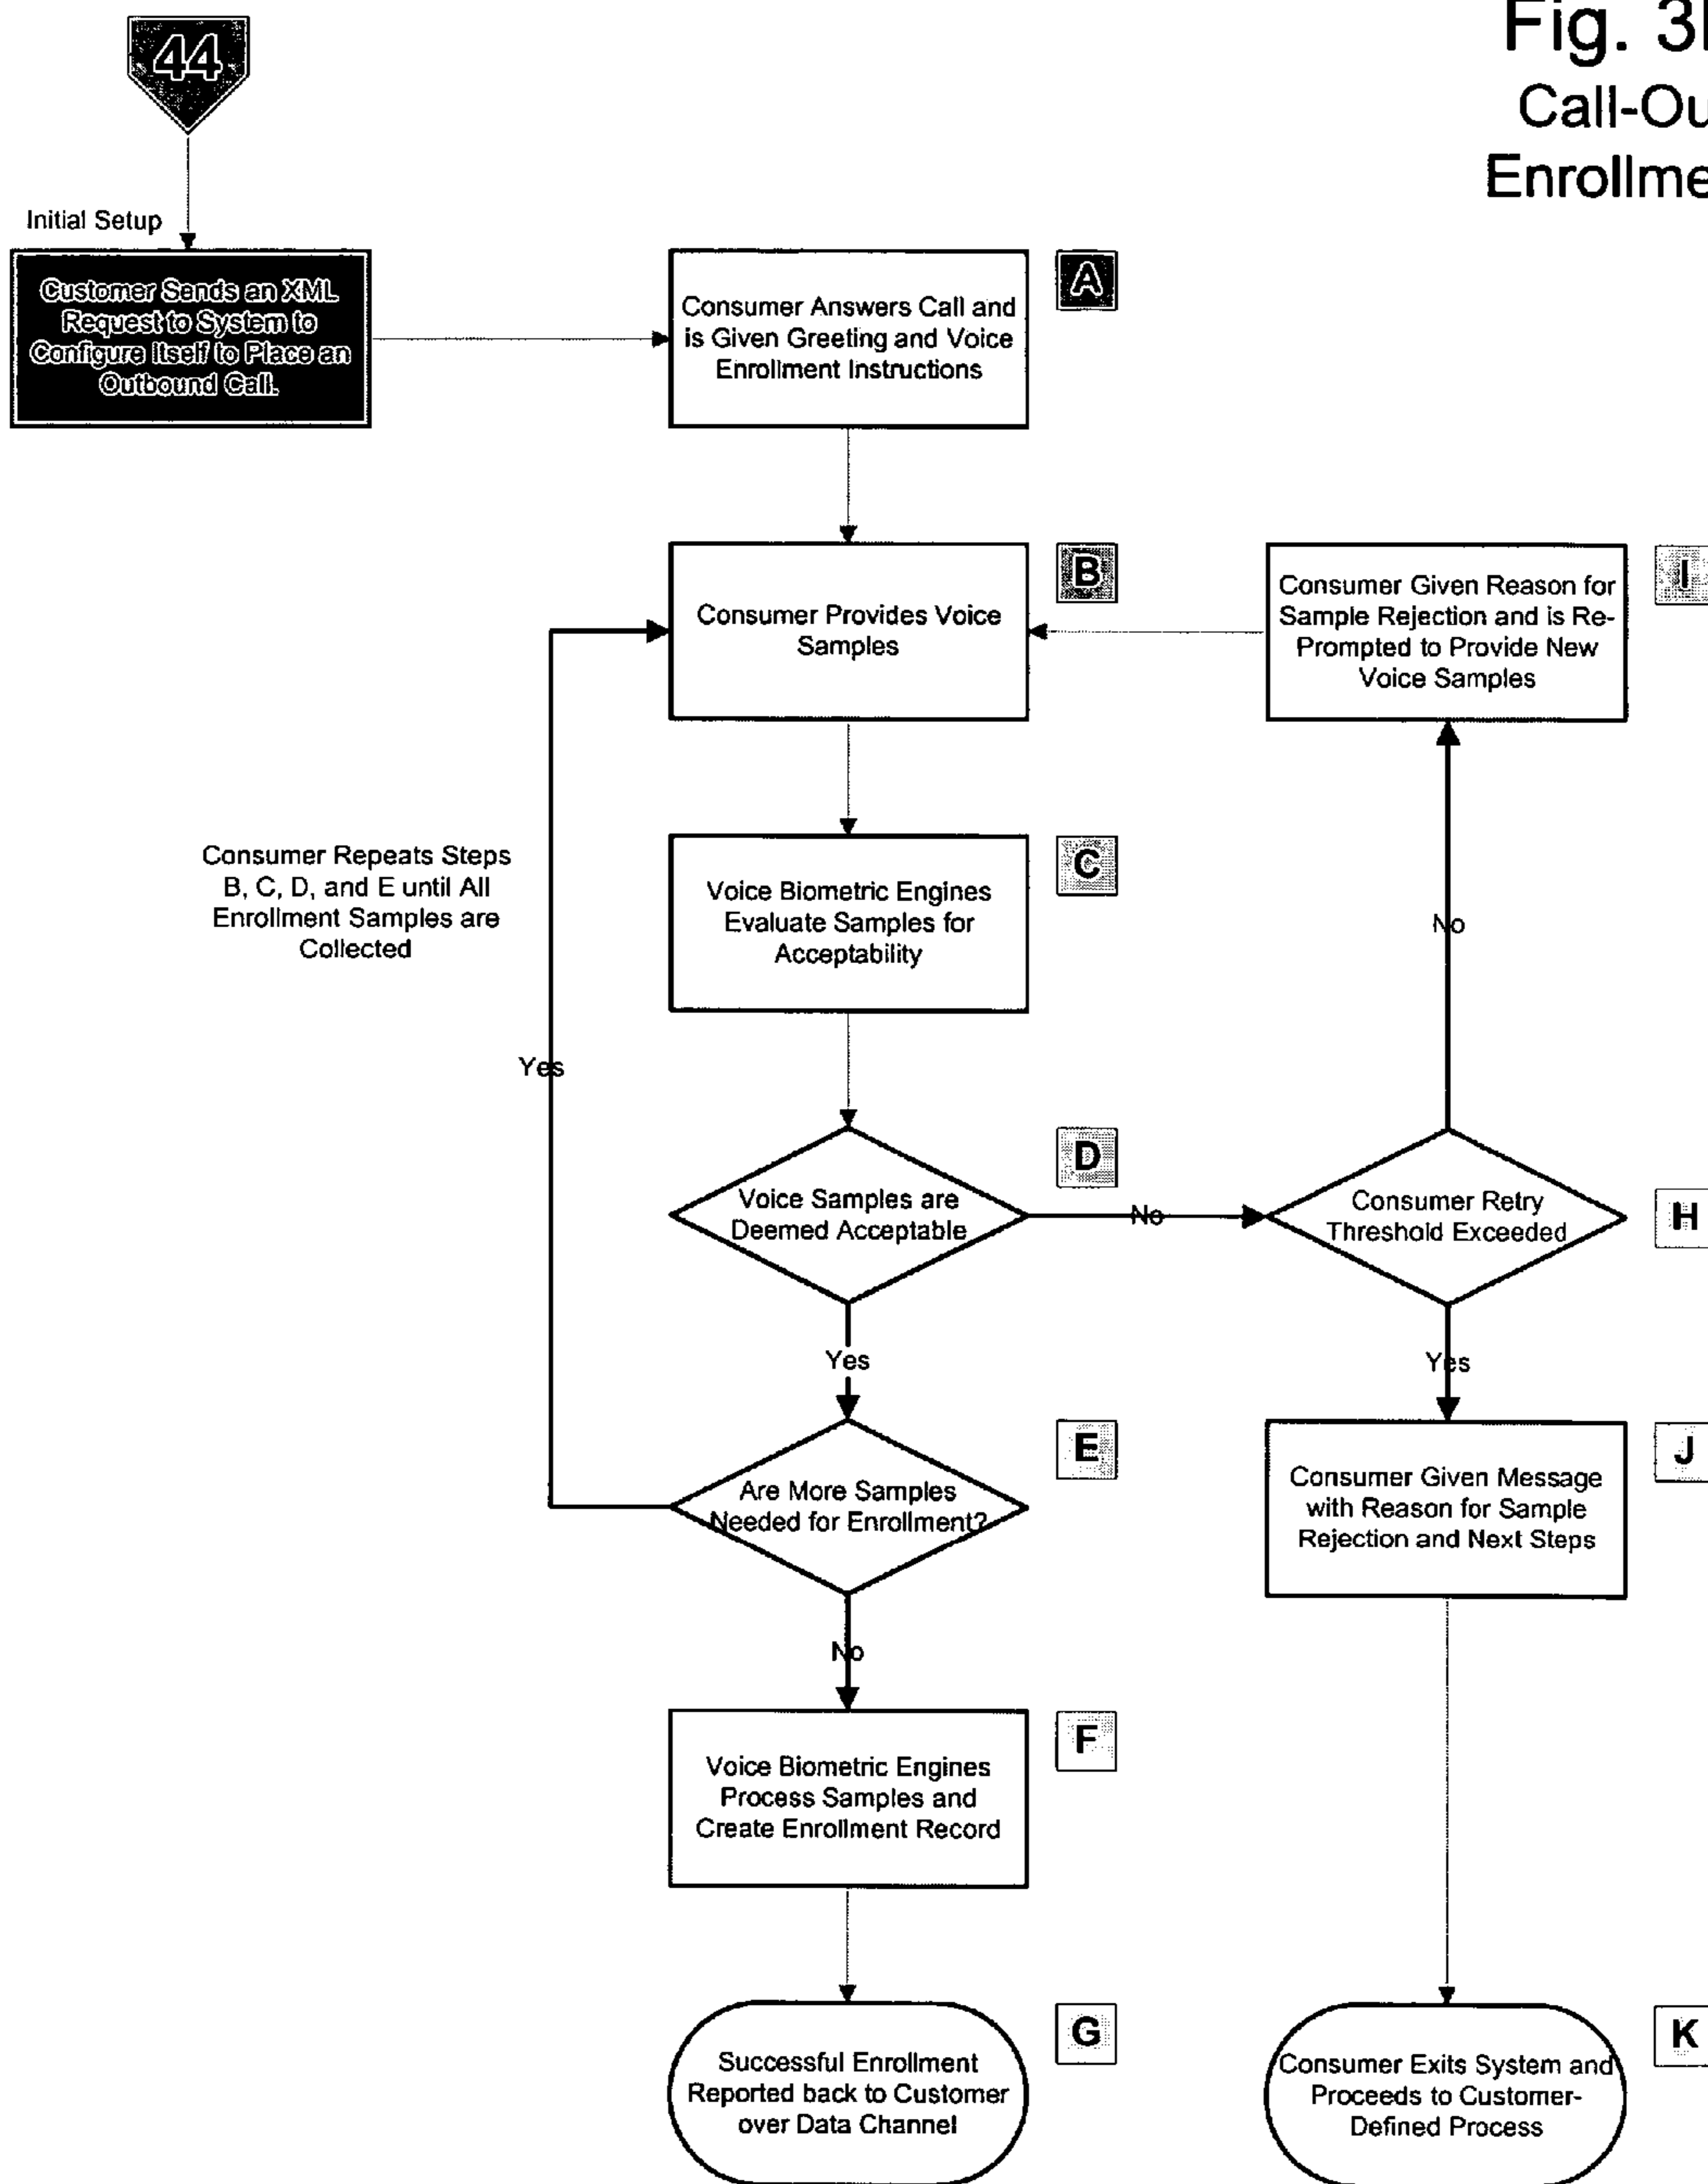 44
Fig. 3
Call-Ou
Enrollme
Initial Setup
Customer Sends an XML
Request to System to
Configure Itself to Place an
Outbound Call.
Consumer Answers Call and
is Given Greeting and Voice
Enrollment Instructions
A
Consumer Provides Voice
Samples
B
Consumer Given Reason for
Sample Rejection and is Re-
Prompted to Provide New
Voice Samples
I
Consumer Repeats Steps
B, C, D, and E until All
Enrollment Samples are
Collected
Voice Biometric Engines
Evaluate Samples for
Acceptability
C
No
Yes
Voice Samples are
Deemed Acceptable
D
No
Consumer Retry
Threshold Exceeded
H
Yes
Yes
Are More Samples
Needed for Enrollment?
E
Consumer Given Message
with Reason for Sample
Rejection and Next Steps
J
No
Voice Biometric Engines
Process Samples and
Create Enrollment Record
F
Successful Enrollment
Reported back to Customer
over Data Channel
G
Consumer Exits System and
Proceeds to Customer-
Defined Process
K